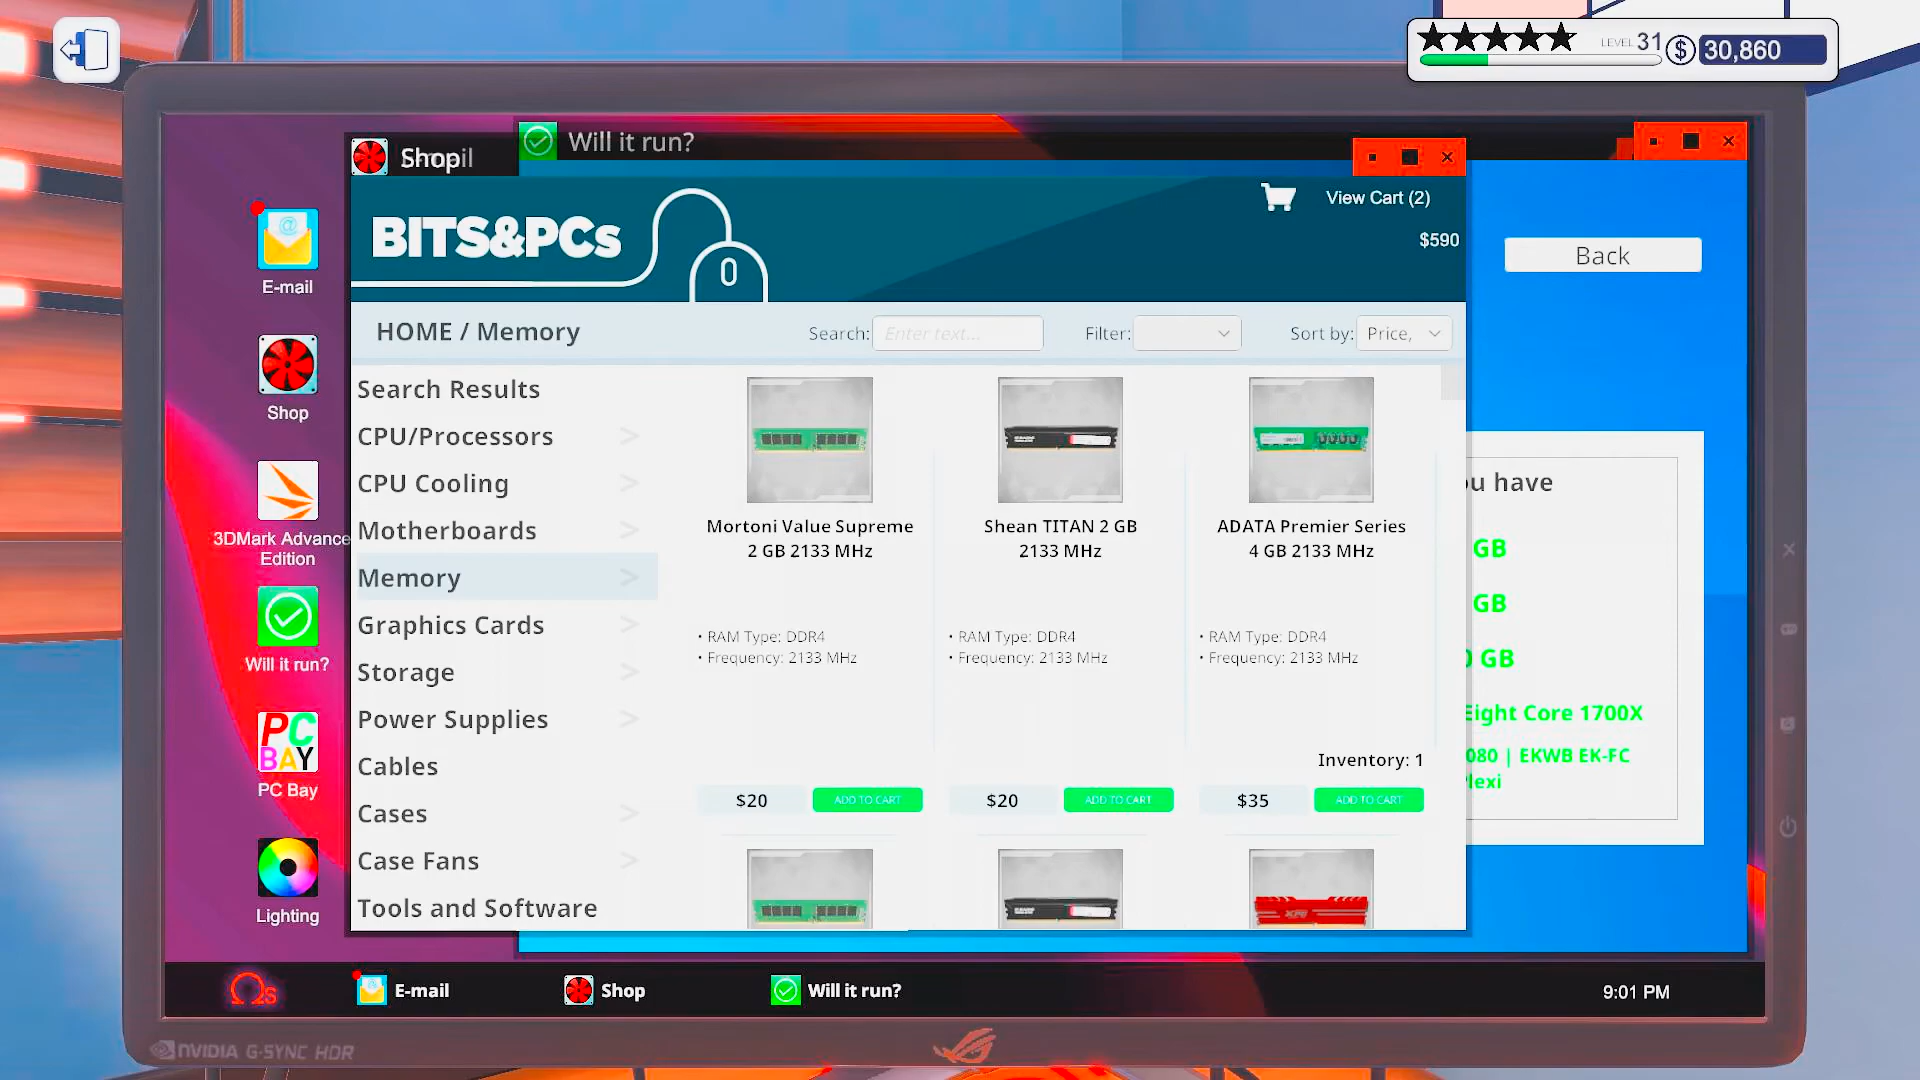 LEVEL 31
$ 30,860
Will it run?
Shop
BITS&PCs
View Cart (2)
$590
Back
HOME / Memory
Search: Enter text...
Filter:
Sort by: Price,
E-mail
Shop
3DMark Advance
Edition
Will it run?
PC
BAY
PC Bay
Lighting
Search Results
CPU/Processors >
CPU Cooling >
Motherboards >
Memory >
Graphics Cards >
Storage >
Power Supplies >
Cables
Cases >
Case Fans >
Tools and Software
Mortoni Value Supreme
2 GB 2133 MHz
• RAM Type: DDR4
• Frequency: 2133 MHz
$20 ADD TO CART
Shean TITAN 2 GB
2133 MHz
• RAM Type: DDR4
• Frequency: 2133 MHz
$20 ADD TO CART
ADATA Premier Series
4 GB 2133 MHz
• RAM Type: DDR4
• Frequency: 2133 MHz
Inventory: 1
$35 ADD TO CART
XPG
u have
GB
GB
0 GB
Eight Core 1700X
080 | EKWB EK-FC
lexi
E-mail
Shop
Will it run?
9:01 PM
NVIDIA G-SYNC HDR